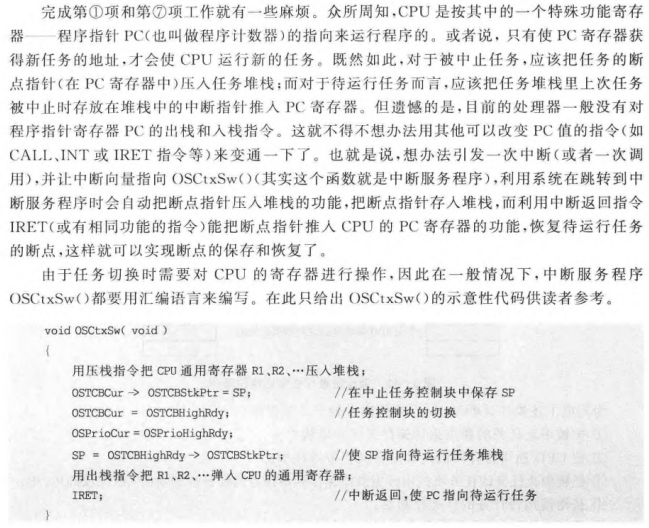 完成第①项和第⑦项工作就有一些麻烦。众所周知,CPU 是按其中的一个特殊功能寄存
器——程序指针 PC(也叫做程序计数器)的指向来运行程序的。或者说,只有使 PC 寄存器获
得新任务的地址,才会使 CPU 运行新的任务。既然如此,对于被中止任务,应该把任务的断
点指针(在 PC 寄存器中)压入任务堆栈;而对于待运行任务而言,应该把任务堆栈里上次任务
被中止时存放在堆栈中的中断指针推入 PC 寄存器。但遗憾的是,目前的处理器一般没有对
程序指针寄存器 PC 的出栈和入栈指令。这就不得不想办法用其他可以改变 PC 值的指令(如
CALL、INT 或 IRET 指令等)来变通一下了。也就是说,想办法引发一次中断(或者一次调
用),并让中断向量指向 OSCtxSw()(其实这个函数就是中断服务程序),利用系统在跳转到中
断服务程序时会自动把断点指针压入堆栈的功能,把断点指针存入堆栈,而利用中断返回指令
IRET(或有相同功能的指令)能把断点指针推入 CPU 的 PC 寄存器的功能,恢复待运行任务
的断点,这样就可以实现断点的保存和恢复了。
由于任务切换时需要对 CPU 的寄存器进行操作,因此在一般情况下,中断服务程序
OSCtxSw()都要用汇编语言来编写。在此只给出 OSCtxSw()的示意性代码供读者参考。
void OSCtxSw( void )
{
用压栈指令把 CPU 通用寄存器 R1、R2、…压入堆栈;
OSTCBCur -> OSTCBStkPtr = SP; //在中止任务控制块中保存 SP
OSTCBCur = OSTCBHighRdy; //任务控制块的切换
OSPrioCur = OSPrioHighRdy;
SP = OSTCBHighRdy -> OSTCBStkPtr; //使 SP 指向待运行任务堆栈
用出栈指令把 R1、R2、…弹入 CPU 的通用寄存器;
IRET; //中断返回,使 PC 指向待运行任务
}